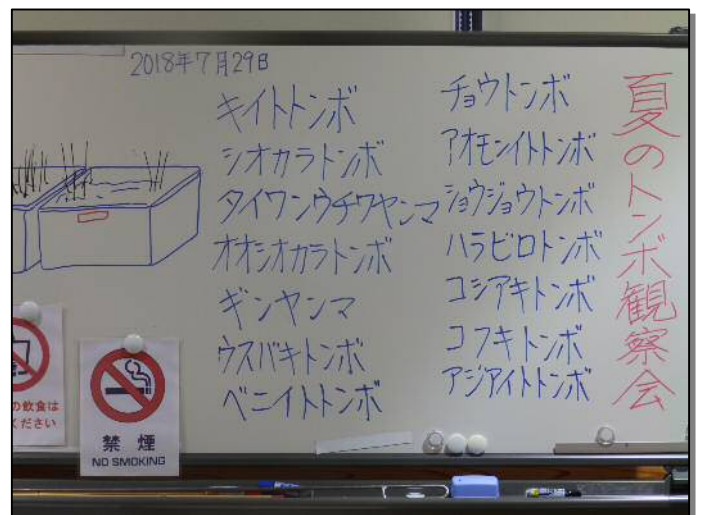 夏のトンボ観察会
2018年7月29日
チョウトンボ
アオモンイトトンボ
ショウジョウトンボ
ハラビロトンボ
コシアキトンボ
コフキトンボ
アジアイトトンボ
キイトトンボ
シオカラトンボ
タイワンウチワヤンマ
オオシオカラトンボ
ギンヤンマ
ウスバキトンボ
ベニイトトンボ
の飲食は
ください
禁煙
NO SMOKING